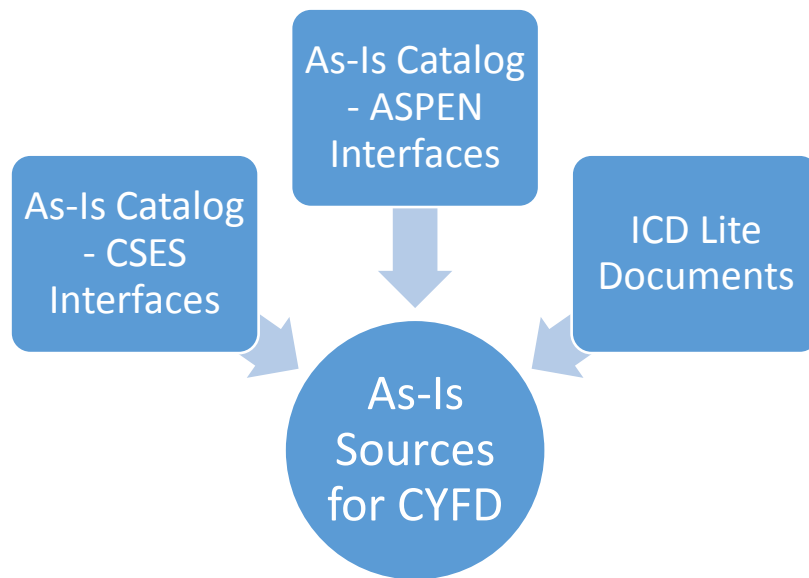 As-Is Catalog
- ASPEN
Interfaces
As-Is Catalog
- CSES
Interfaces
ICD Lite
Documents
As-Is
Sources
for CYFD